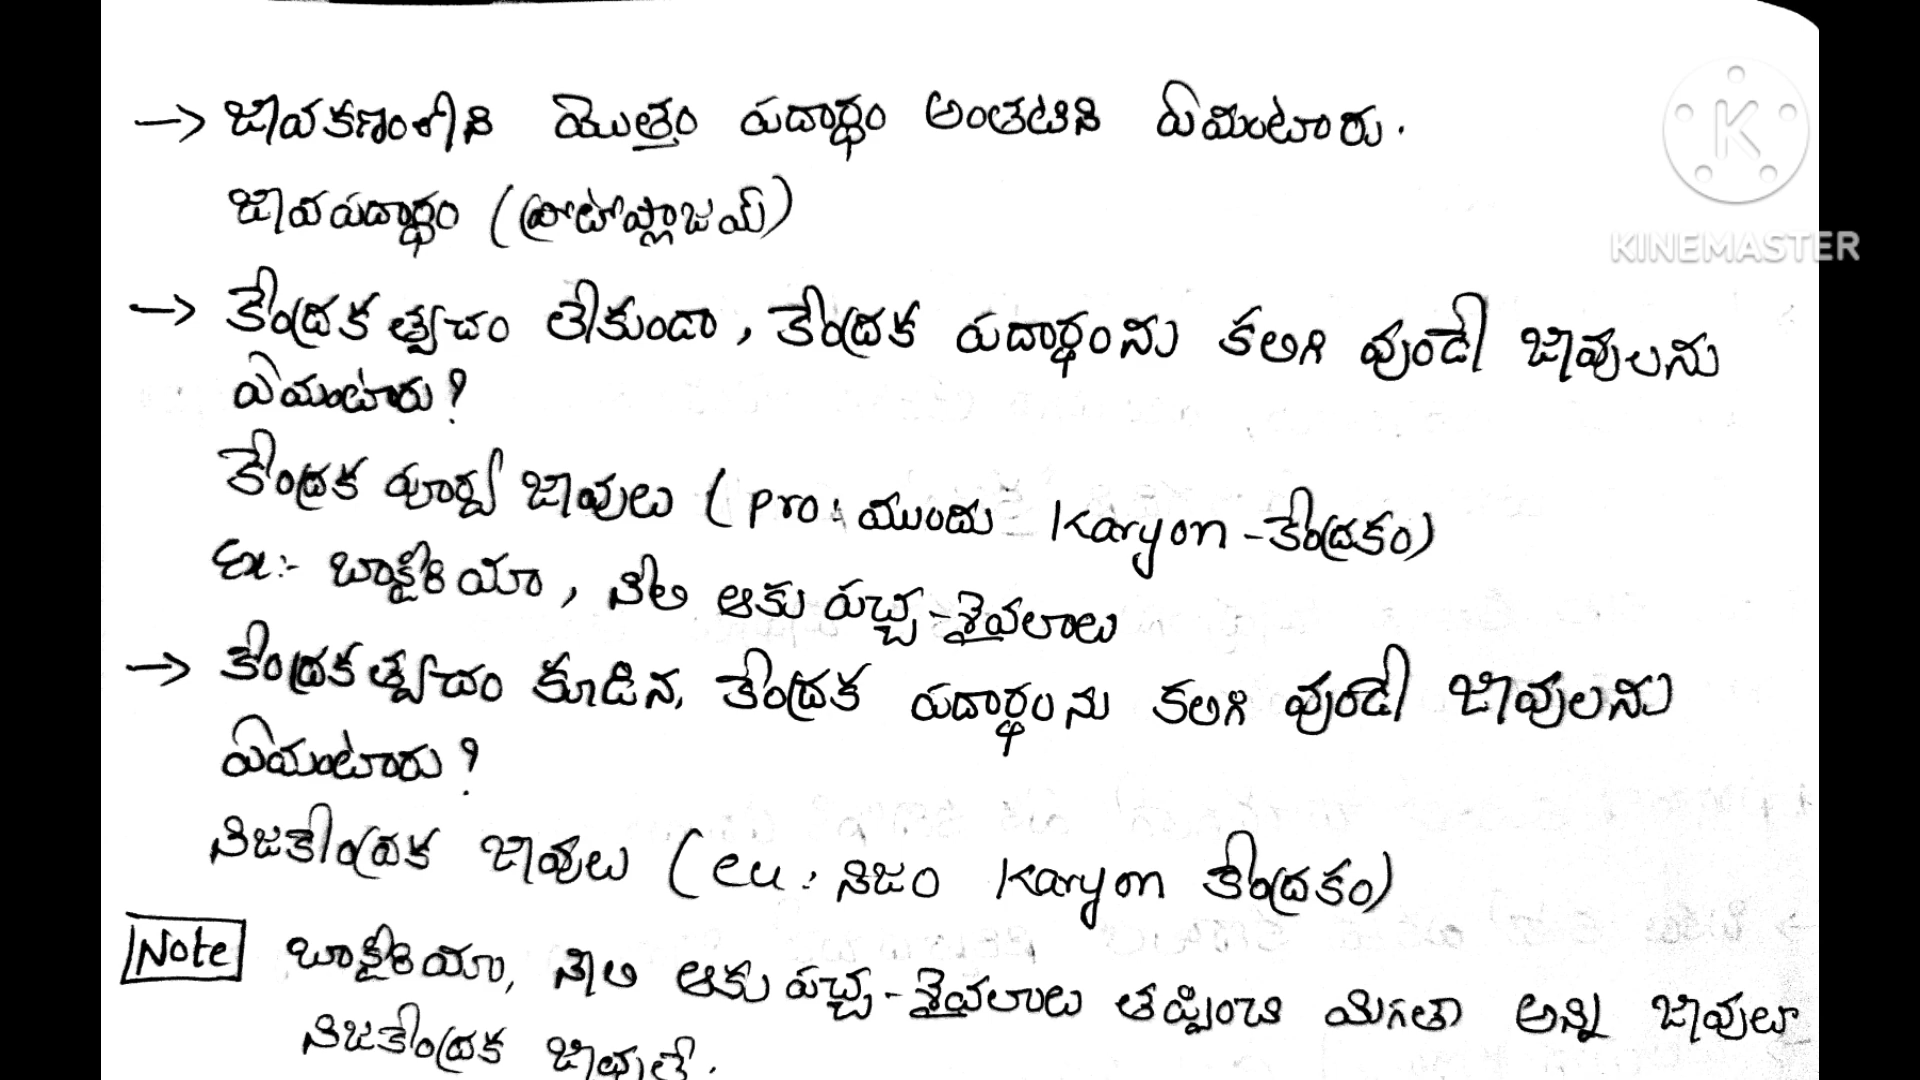 → జీవకణంలోని మొత్తం పదార్థం అంతటిని ఏమింటారు.
జీవపదార్థం (ప్రోటోప్లాజమ్)
→ కేంద్రక త్వచం లేకుండా, కేంద్రక పదార్థంను కలిగి వుండే జీవులను
ఏమంటారు?
కేంద్రక పూర్వ జీవులు (pro: ముందు Karyon - కేంద్రకం)
Ex:- బాక్టీరియా, నీలి ఆకు పచ్చ - శైవలాలు
→ కేంద్రక త్వచం కూడిన, కేంద్రక పదార్థంను కలిగి వుండే జీవులను
ఏమంటారు?
నిజకేంద్రక జీవులు (eu: నిజం Karyon కేంద్రకం)
Note బాక్టీరియా, నీలి ఆకు పచ్చ - శైవలాలు తప్పించి మిగతా అన్ని జీవులు
నిజకేంద్రక జీవులే.
KINEMASTER